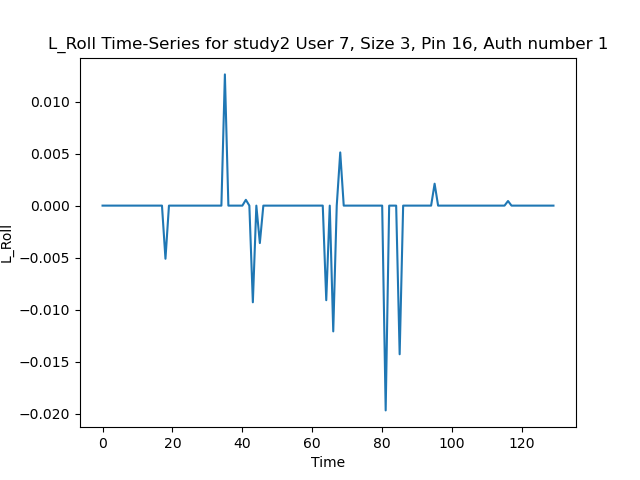 L_Roll Time-Series for study2 User 7, Size 3, Pin 16, Auth number 1
0.010
0.005
0.000
−0.005
−0.010
−0.015
−0.020
L_Roll
0 20 40 60 80 100 120
Time